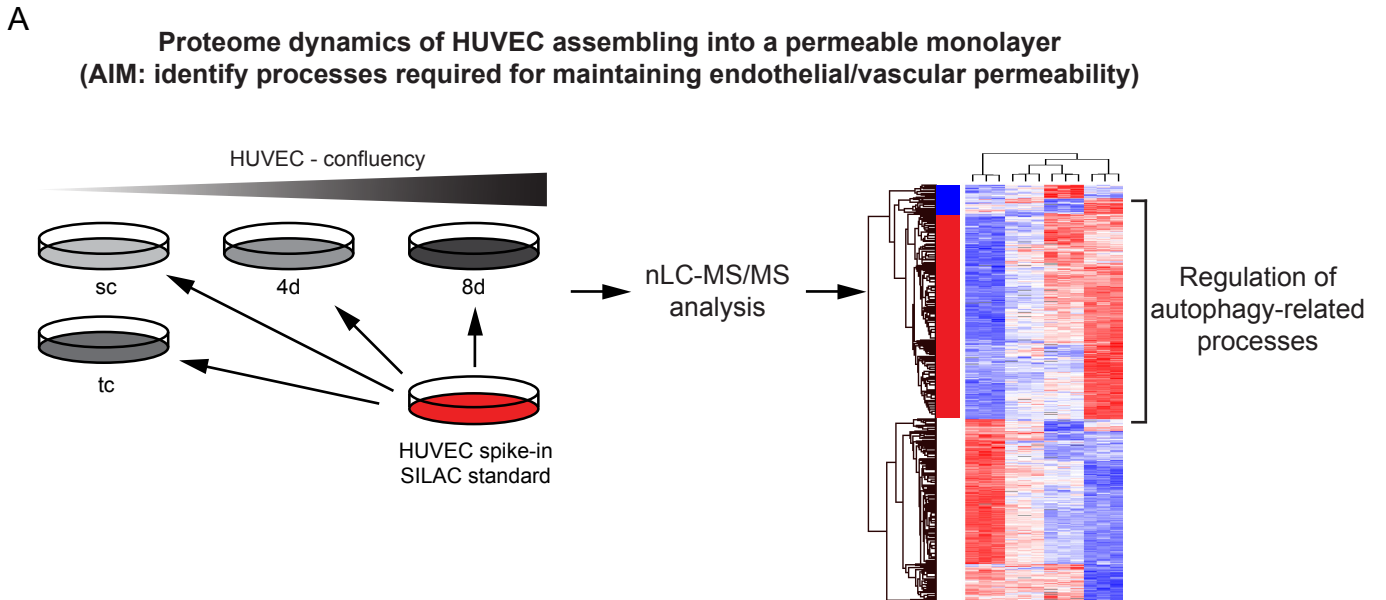 A
Proteome dynamics of HUVEC assembling into a permeable monolayer
(AIM: identify processes required for maintaining endothelial/vascular permeability)
HUVEC - confluency
sc
4d
8d
tc
HUVEC spike-in
SILAC standard
nLC-MS/MS
analysis
Regulation of
autophagy-related
processes